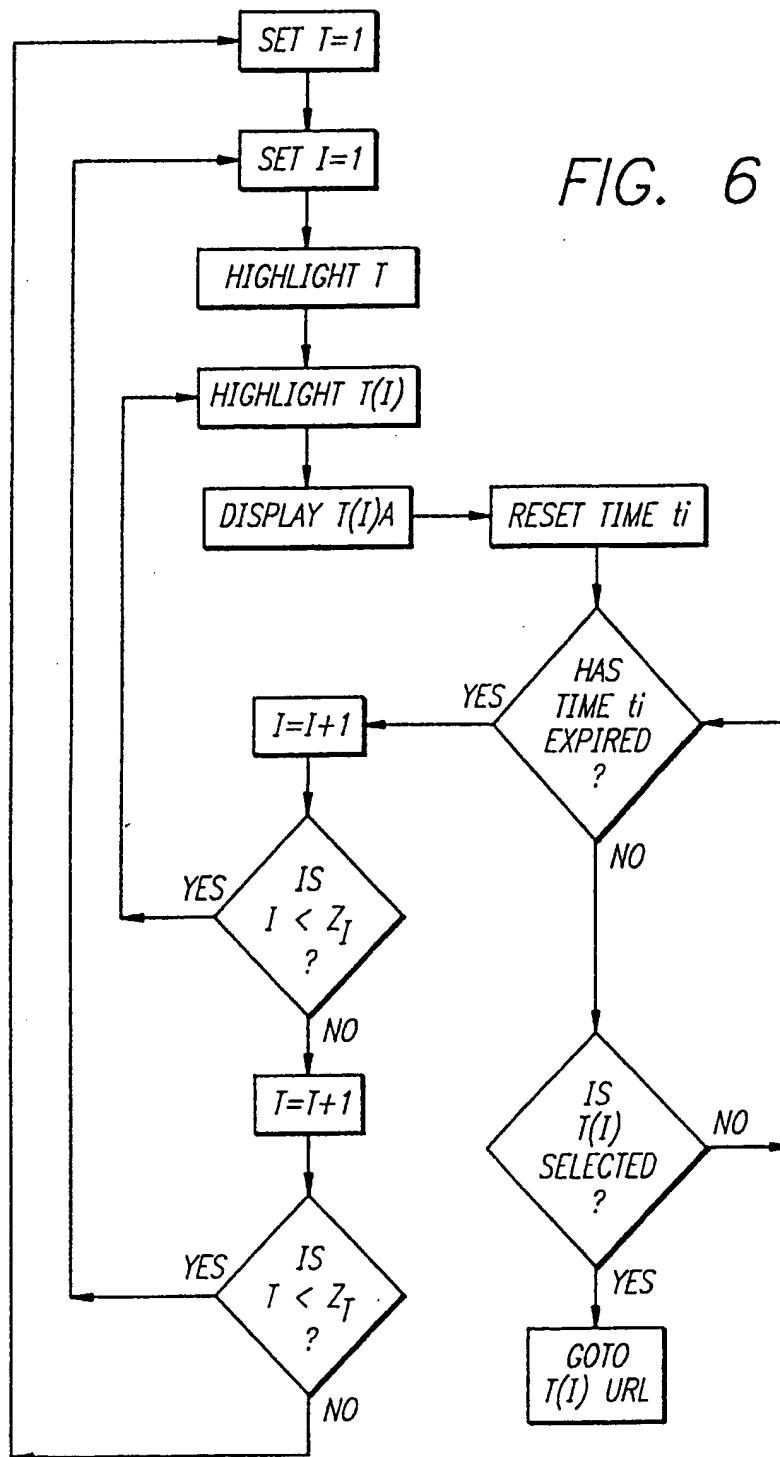 SET T=1
SET I=1
FIG. 6
HIGHLIGHT T
HIGHLIGHT T(I)
DISPLAY T(I)A
RESET TIME ti
HAS
TIME ti
EXPIRED
?
YES
NO
I=I+1
IS
I < Z_I
?
YES
NO
T=T+1
IS
T < Z_T
?
YES
NO
IS
T(I)
SELECTED
?
NO
YES
GOTO
T(I) URL